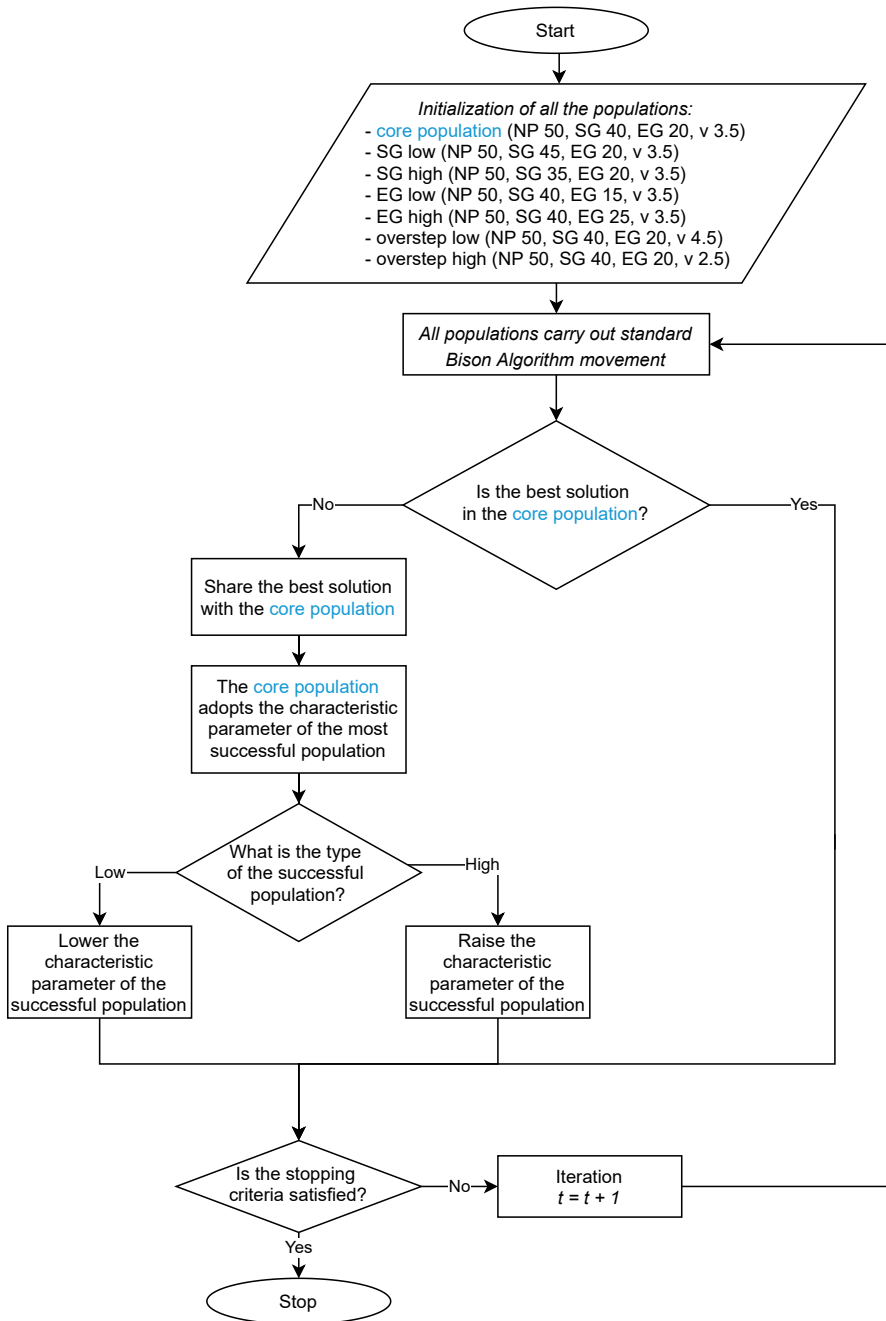 Start
Initialization of all the populations:
- core population (NP 50, SG 40, EG 20, v 3.5)
- SG low (NP 50, SG 45, EG 20, v 3.5)
- SG high (NP 50, SG 35, EG 20, v 3.5)
- EG low (NP 50, SG 40, EG 15, v 3.5)
- EG high (NP 50, SG 40, EG 25, v 3.5)
- overstep low (NP 50, SG 40, EG 20, v 4.5)
- overstep high (NP 50, SG 40, EG 20, v 2.5)
All populations carry out standard
Bison Algorithm movement
Is the best solution
in the core population?
No
Yes
Share the best solution
with the core population
The core population
adopts the characteristic
parameter of the most
successful population
What is the type
of the successful
population?
Low
High
Lower the
characteristic
parameter of the
successful population
Raise the
characteristic
parameter of the
successful population
Is the stopping
criteria satisfied?
No
Iteration
t = t + 1
Yes
Stop